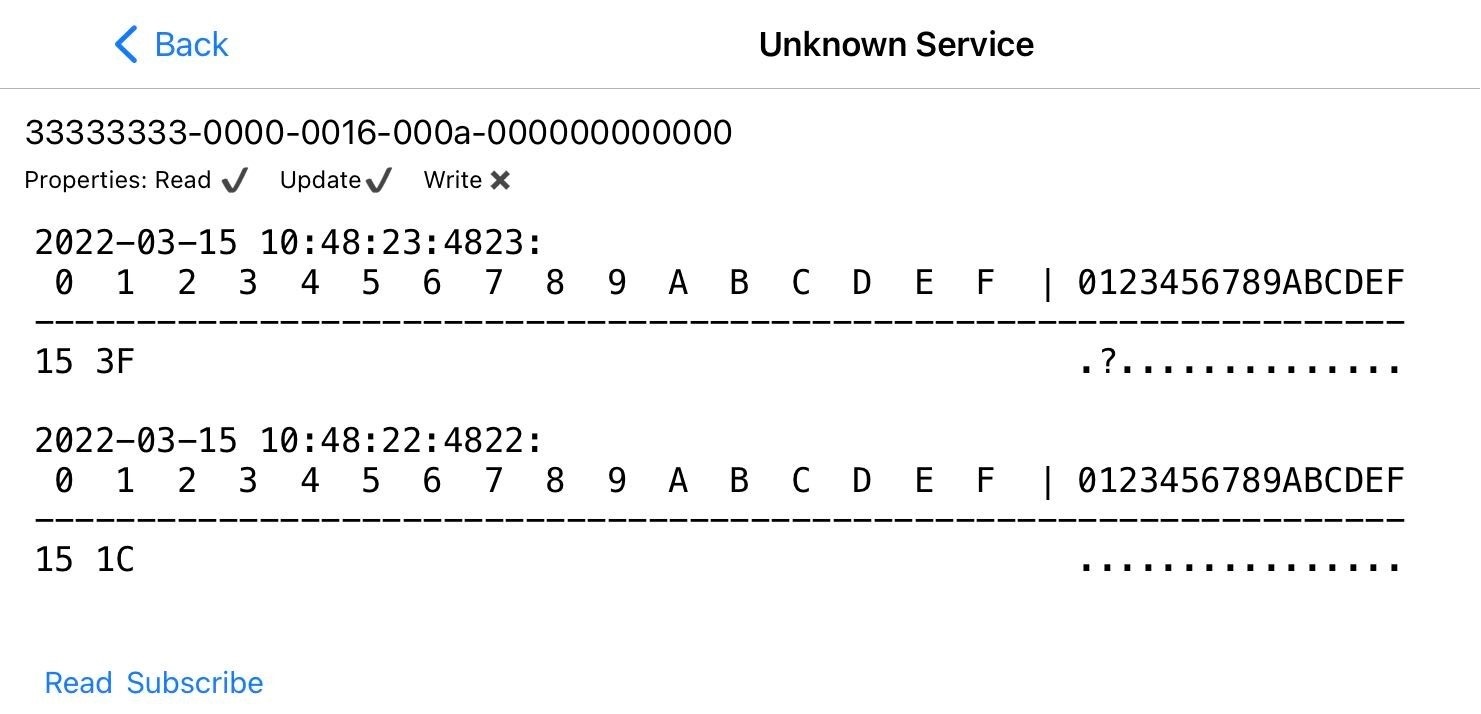 Back
Unknown Service
33333333-0000-0016-000a-000000000000
Properties: Read ✔ Update ✔ Write ✖
2022-03-15 10:48:23:4823:
0 1 2 3 4 5 6 7 8 9 A B C D E F | 0123456789ABCDEF
--------------------------------------------------------------------
15 3F .?..............
2022-03-15 10:48:22:4822:
0 1 2 3 4 5 6 7 8 9 A B C D E F | 0123456789ABCDEF
--------------------------------------------------------------------
15 1C ................
Read Subscribe